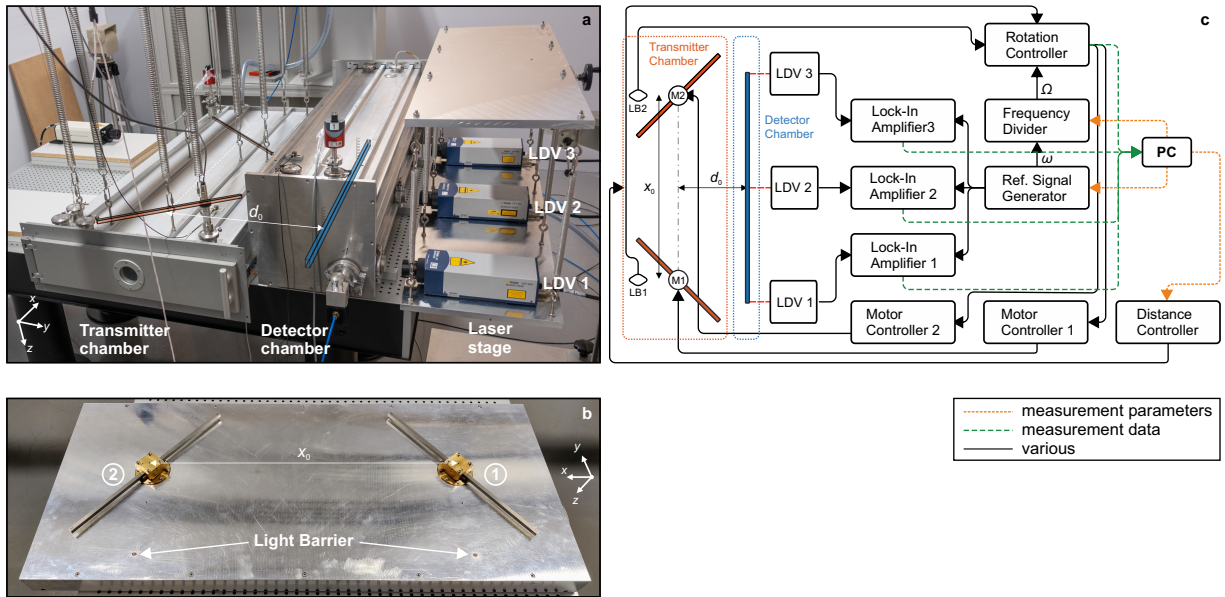 a
LDV 3
LDV 2
LDV 1
d₀
x
y
z
Transmitter
chamber
Detector
chamber
Laser
stage
b
x₀
2
1
y
x
z
Light Barrier
c
Transmitter
Chamber
LB2
M2
x₀
d₀
M1
LB1
Detector
Chamber
LDV 3
LDV 2
LDV 1
Lock-In
Amplifier3
Lock-In
Amplifier 2
Lock-In
Amplifier 1
Motor
Controller 2
Rotation
Controller
Ω
Frequency
Divider
ω
Ref. Signal
Generator
Motor
Controller 1
PC
Distance
Controller
measurement parameters
measurement data
various